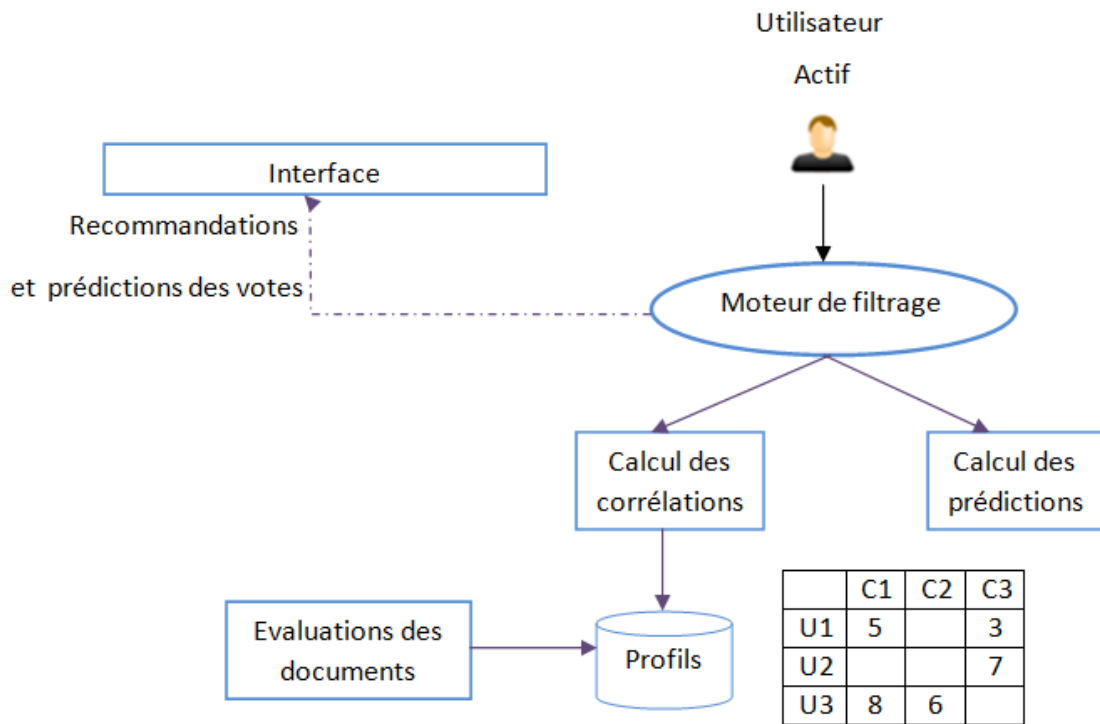 Utilisateur
Actif
Interface
Recommandations
et prédictions des votes
Moteur de filtrage
Calcul des
corrélations
Calcul des
prédictions
Evaluations des
documents
Profils
C1 C2 C3
U1 5 3
U2 7
U3 8 6